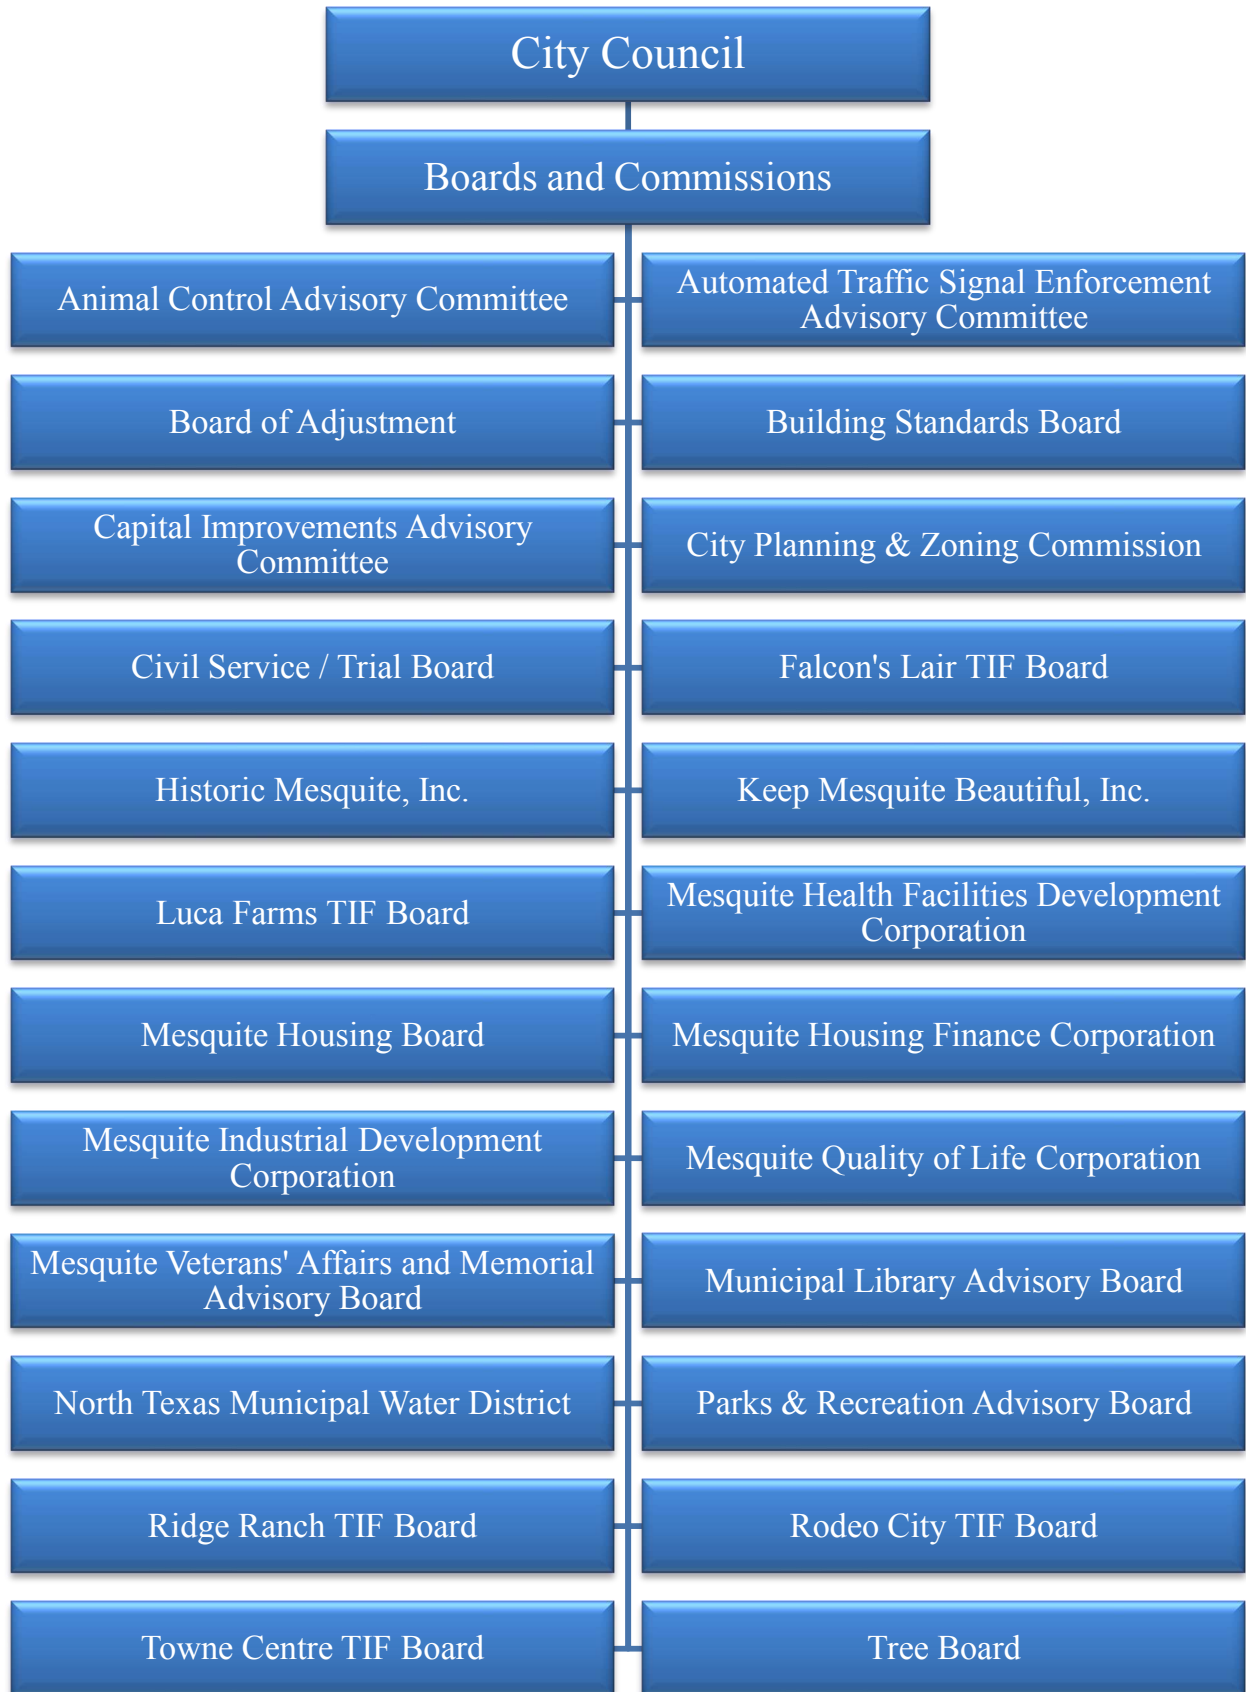 City Council
Boards and Commissions
Animal Control Advisory Committee
Automated Traffic Signal Enforcement
Advisory Committee
Board of Adjustment
Building Standards Board
Capital Improvements Advisory
Committee
City Planning & Zoning Commission
Civil Service / Trial Board
Falcon's Lair TIF Board
Historic Mesquite, Inc.
Keep Mesquite Beautiful, Inc.
Luca Farms TIF Board
Mesquite Health Facilities Development
Corporation
Mesquite Housing Board
Mesquite Housing Finance Corporation
Mesquite Industrial Development
Corporation
Mesquite Quality of Life Corporation
Mesquite Veterans' Affairs and Memorial
Advisory Board
Municipal Library Advisory Board
North Texas Municipal Water District
Parks & Recreation Advisory Board
Ridge Ranch TIF Board
Rodeo City TIF Board
Towne Centre TIF Board
Tree Board